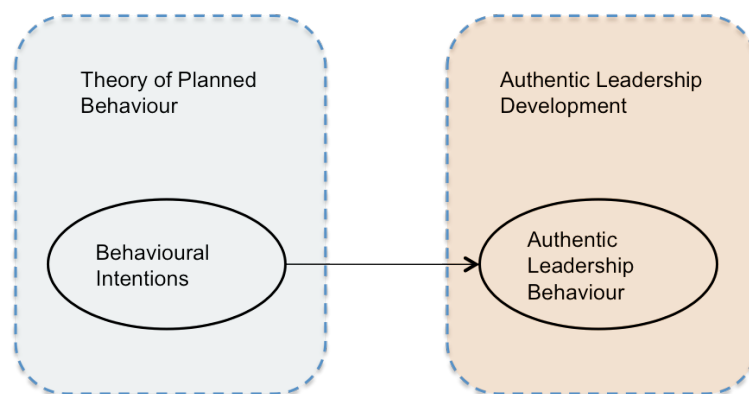 Theory of Planned
Behaviour
Authentic Leadership
Development
Behavioural
Intentions
Authentic
Leadership
Behaviour